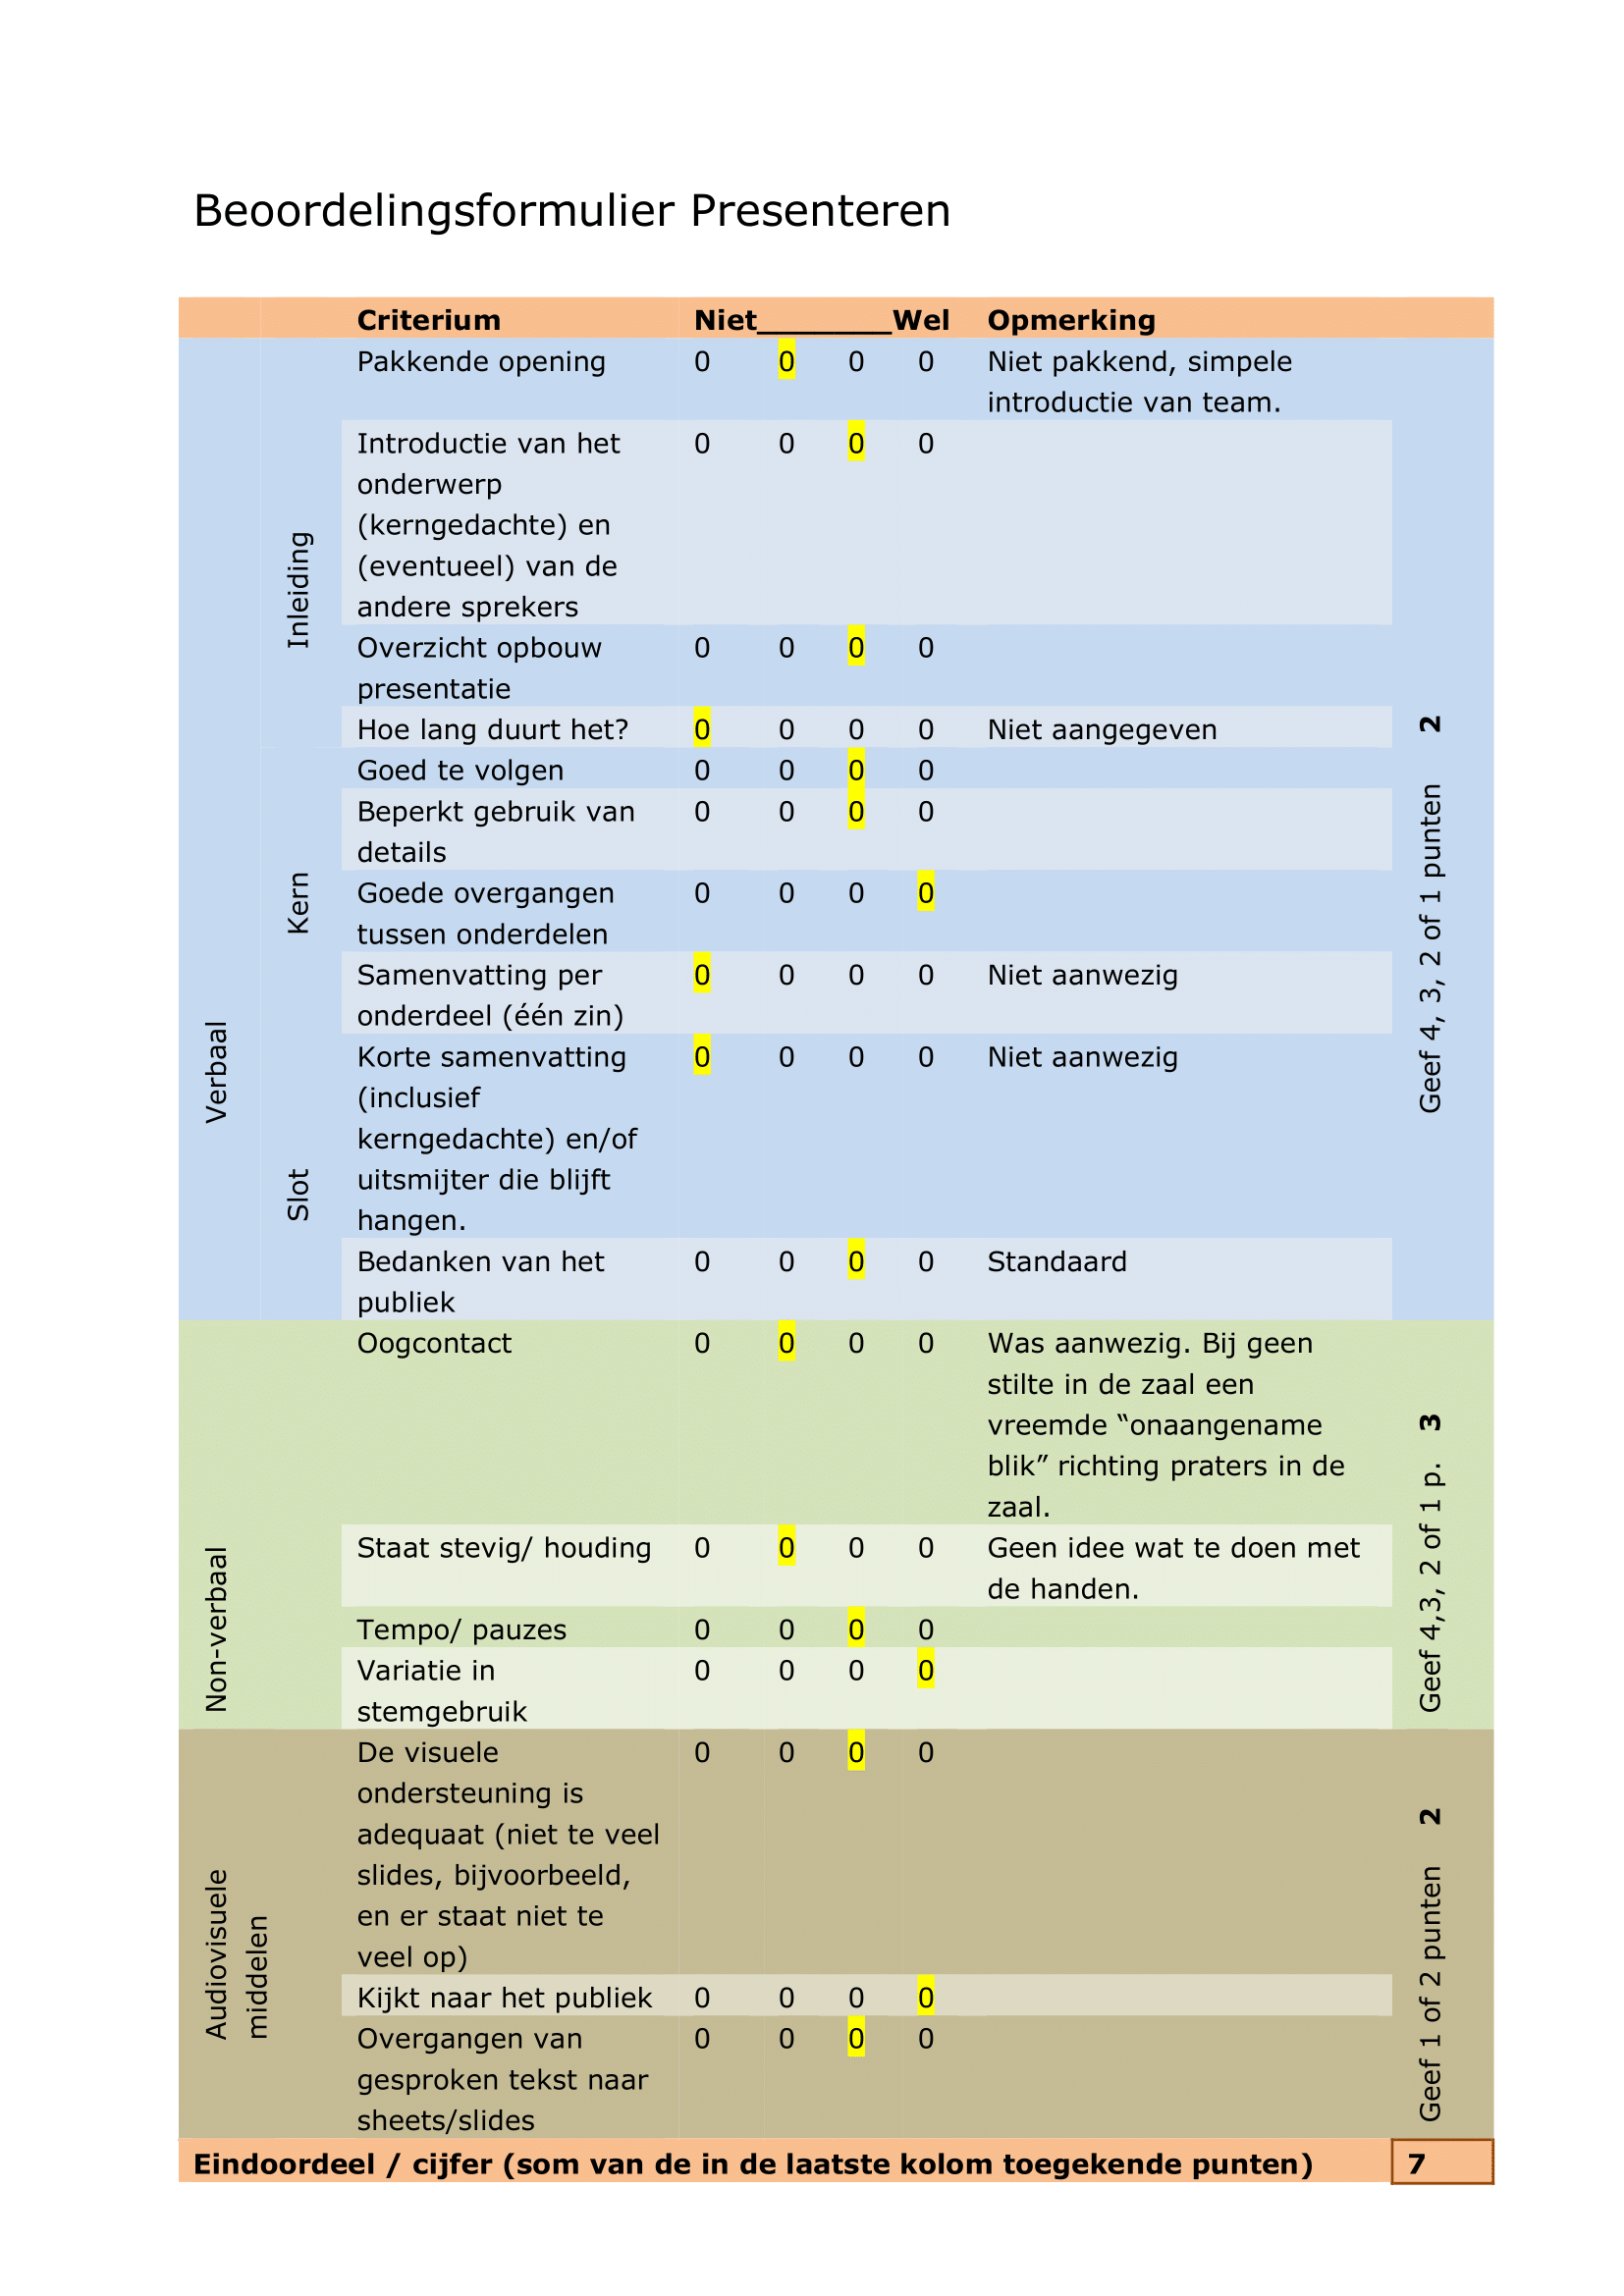 Beoordelingsformulier Presenteren
Criterium Niet_________Wel Opmerking
Verbaal
Inleiding
Pakkende opening 0 0 0 0 Niet pakkend, simpele
introductie van team.
Introductie van het 0 0 0 0
onderwerp
(kerngedachte) en
(eventueel) van de
andere sprekers
Overzicht opbouw 0 0 0 0
presentatie
Hoe lang duurt het? 0 0 0 0 Niet aangegeven
Kern
Goed te volgen 0 0 0 0
Beperkt gebruik van 0 0 0 0
details
Goede overgangen 0 0 0 0
tussen onderdelen
Samenvatting per 0 0 0 0 Niet aanwezig
onderdeel (één zin)
Slot
Korte samenvatting 0 0 0 0 Niet aanwezig
(inclusief
kerngedachte) en/of
uitsmijter die blijft
hangen.
Bedanken van het 0 0 0 0 Standaard
publiek
Geef 4, 3, 2 of 1 punten 2
Non-verbaal
Oogcontact 0 0 0 0 Was aanwezig. Bij geen
stilte in de zaal een
vreemde “onaangename
blik” richting praters in de
zaal.
Staat stevig/ houding 0 0 0 0 Geen idee wat te doen met
de handen.
Tempo/ pauzes 0 0 0 0
Variatie in 0 0 0 0
stemgebruik
Geef 4,3, 2 of 1 p. 3
Audiovisuele
middelen
De visuele 0 0 0 0
ondersteuning is
adequaat (niet te veel
slides, bijvoorbeeld,
en er staat niet te
veel op)
Kijkt naar het publiek 0 0 0 0
Overgangen van 0 0 0 0
gesproken tekst naar
sheets/slides
Geef 1 of 2 punten 2
Eindoordeel / cijfer (som van de in de laatste kolom toegekende punten) 7